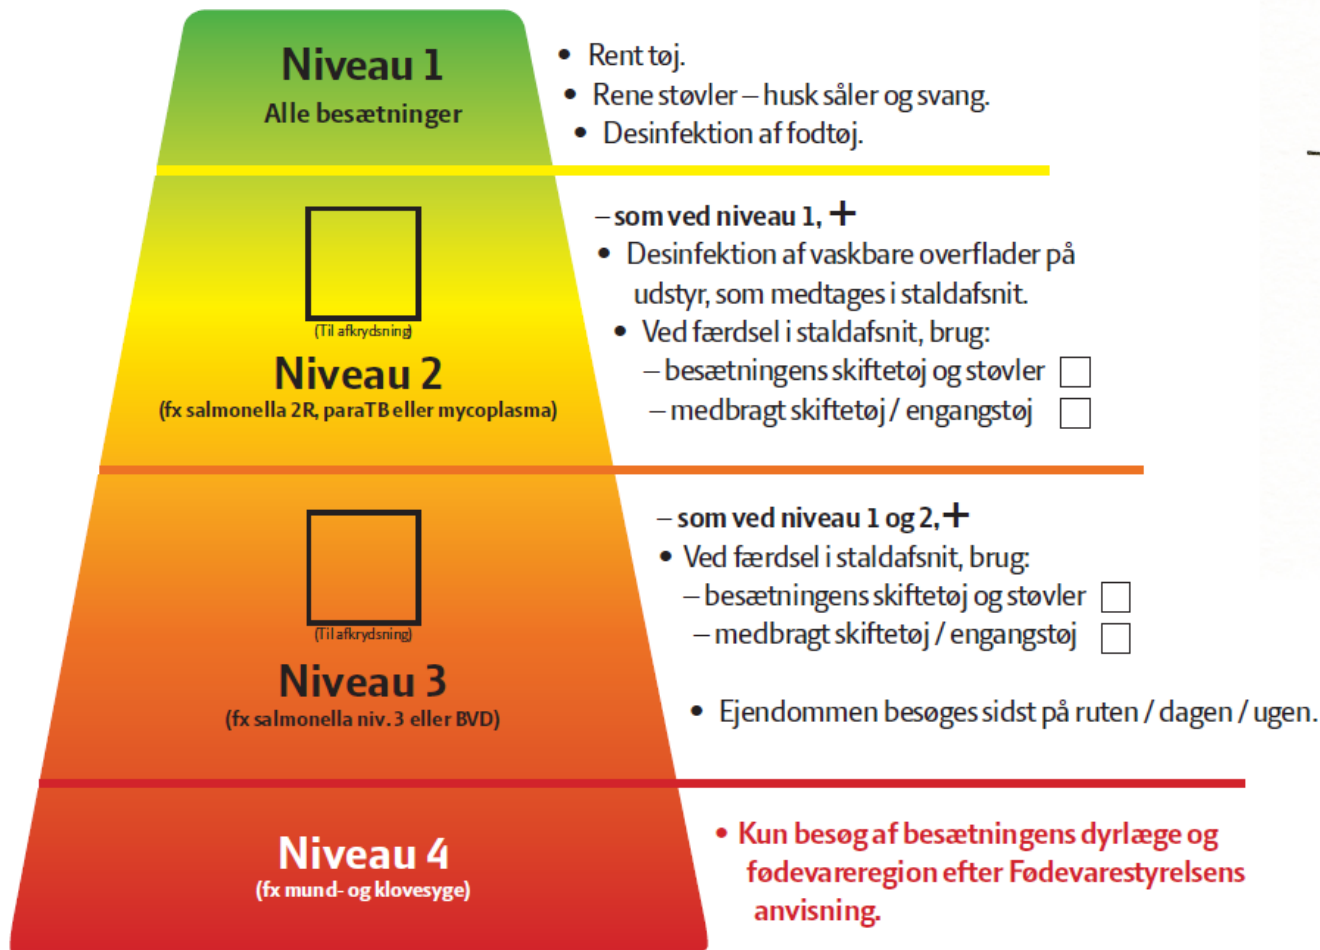 Niveau 1
Alle besætninger
• Rent tøj.
• Rene støvler – husk såler og svang.
• Desinfektion af fodtøj.
(Til afkrydsning)
Niveau 2
(fx salmonella 2R, paraTB eller mycoplasma)
– som ved niveau 1, +
• Desinfektion af vaskbare overflader på
udstyr, som medtages i staldafsnit.
• Ved færdsel i staldafsnit, brug:
– besætningens skiftetøj og støvler
– medbragt skiftetøj / engangstøj
(Til afkrydsning)
Niveau 3
(fx salmonella niv. 3 eller BVD)
– som ved niveau 1 og 2, +
• Ved færdsel i staldafsnit, brug:
– besætningens skiftetøj og støvler
– medbragt skiftetøj / engangstøj
• Ejendommen besøges sidst på ruten / dagen / ugen.
Niveau 4
(fx mund- og klovesyge)
• Kun besøg af besætningens dyrlæge og
fødevareregion efter Fødevarestyrelsens
anvisning.